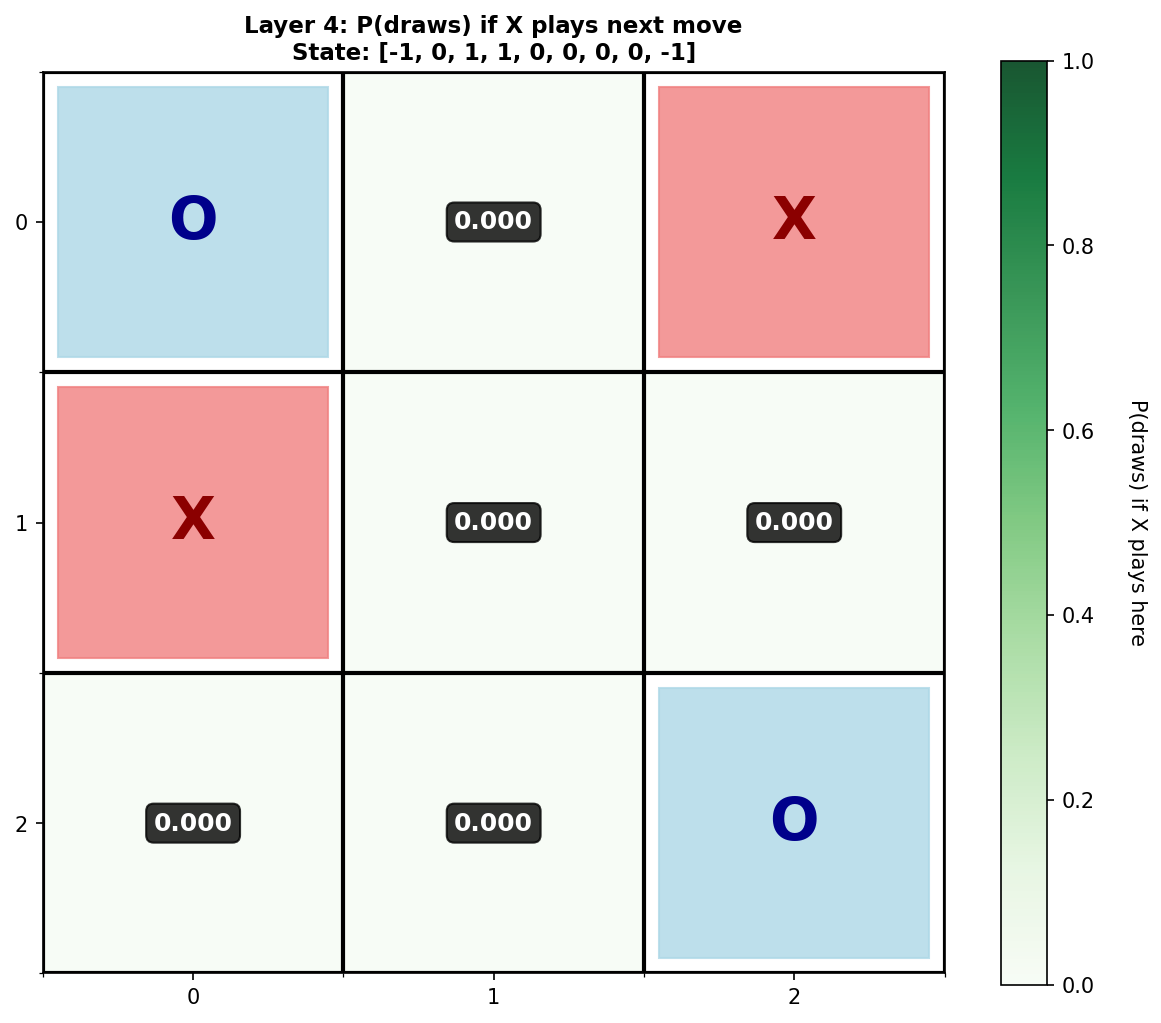 Layer 4: P(draws) if X plays next move
State: [-1, 0, 1, 1, 0, 0, 0, 0, -1]
0
O
0.000
X
1
X
0.000
0.000
2
0.000
0.000
O
0
1
2
1.0
0.8
0.6
0.4
0.2
0.0
P(draws) if X plays here